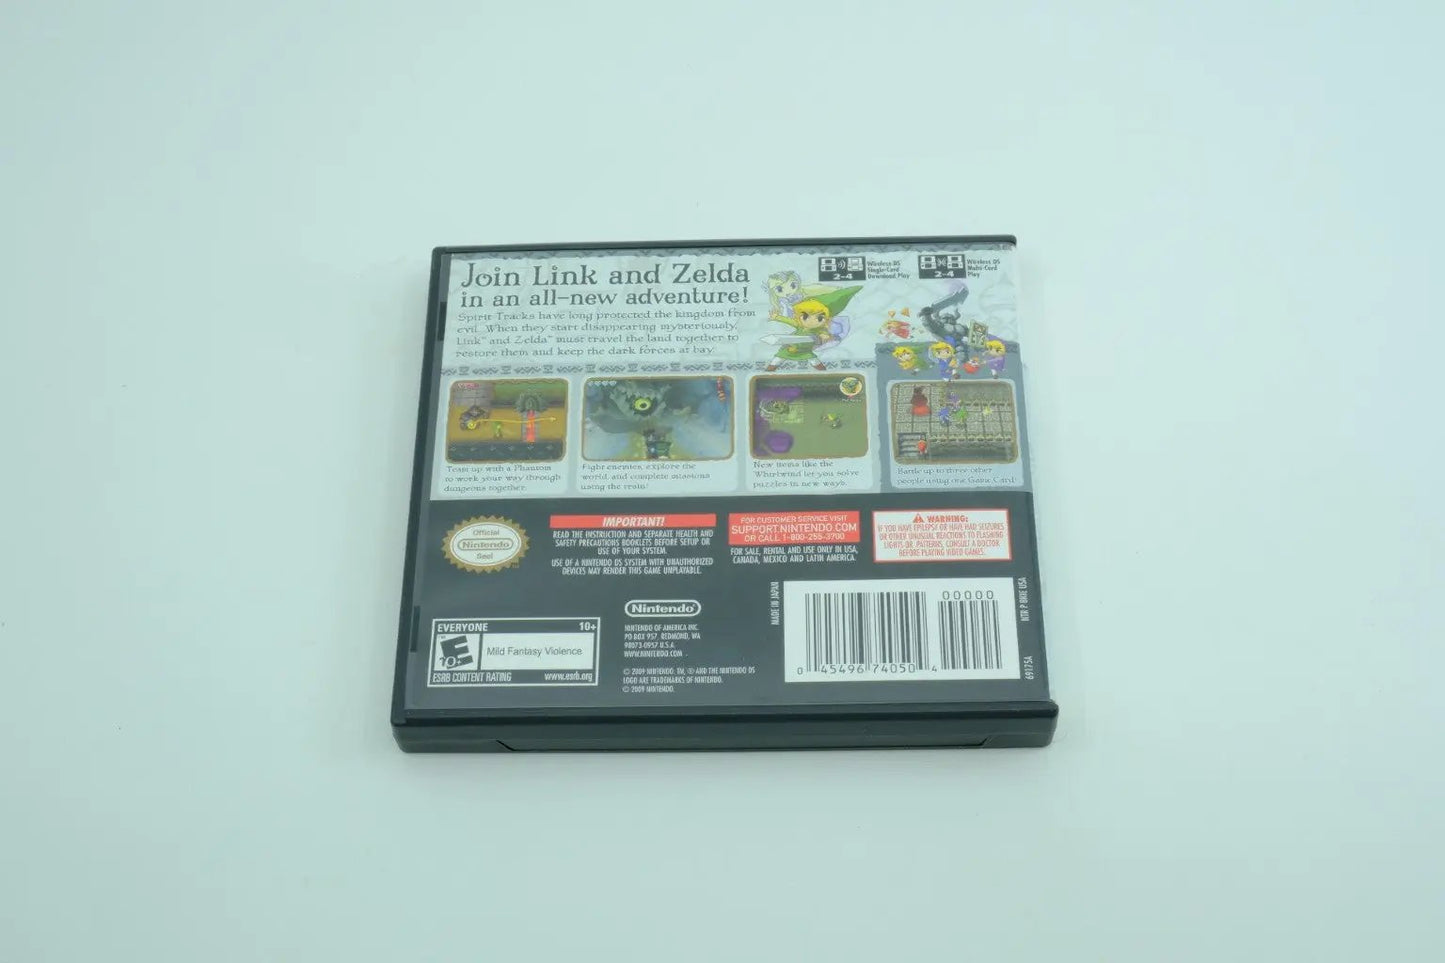 Join Link and Zelda
in an all-new adventure!
Spirit Tracks have long protected the kingdom from
evil. When they start disappearing mysteriously,
Link™ and Zelda™ must travel the land together to
restore them and keep the dark forces at bay.
2-4
Wireless DS
Single-Card
Download Play
2-4
Wireless DS
Multi-Card
Play
Team up with a Phantom
to work your way through
dungeons together.
Fight enemies, explore the
world, and complete missions
using the train!
New items like the
Whirlwind let you solve
puzzles in new ways.
Battle up to three other
people using one Game Card!
Official
Nintendo
Seal
IMPORTANT!
READ THE INSTRUCTION AND SEPARATE HEALTH AND
SAFETY PRECAUTIONS BOOKLETS BEFORE SETUP OR
USE OF YOUR SYSTEM.
USE OF A NINTENDO DS SYSTEM WITH UNAUTHORIZED
DEVICES MAY RENDER THIS GAME UNPLAYABLE.
FOR CUSTOMER SERVICE VISIT
SUPPORT.NINTENDO.COM
OR CALL 1-800-255-3700
FOR SALE, RENTAL AND USE ONLY IN USA,
CANADA, MEXICO AND LATIN AMERICA.
WARNING:
IF YOU HAVE EPILEPSY OR HAVE HAD SEIZURES
OR OTHER UNUSUAL REACTIONS TO FLASHING
LIGHTS OR PATTERNS, CONSULT A DOCTOR
BEFORE PLAYING VIDEO GAMES.
EVERYONE 10+
E
10+
Mild Fantasy Violence
ESRB CONTENT RATING www.esrb.org
Nintendo
NINTENDO OF AMERICA INC.
PO BOX 957, REDMOND, WA
98073-0957 U.S.A.
WWW.NINTENDO.COM
© 2009 NINTENDO. TM, ® AND THE NINTENDO DS
LOGO ARE TRADEMARKS OF NINTENDO.
© 2009 NINTENDO.
MADE IN JAPAN
00000
0 45496 74050 4
NTR P BKIE USA
69175A